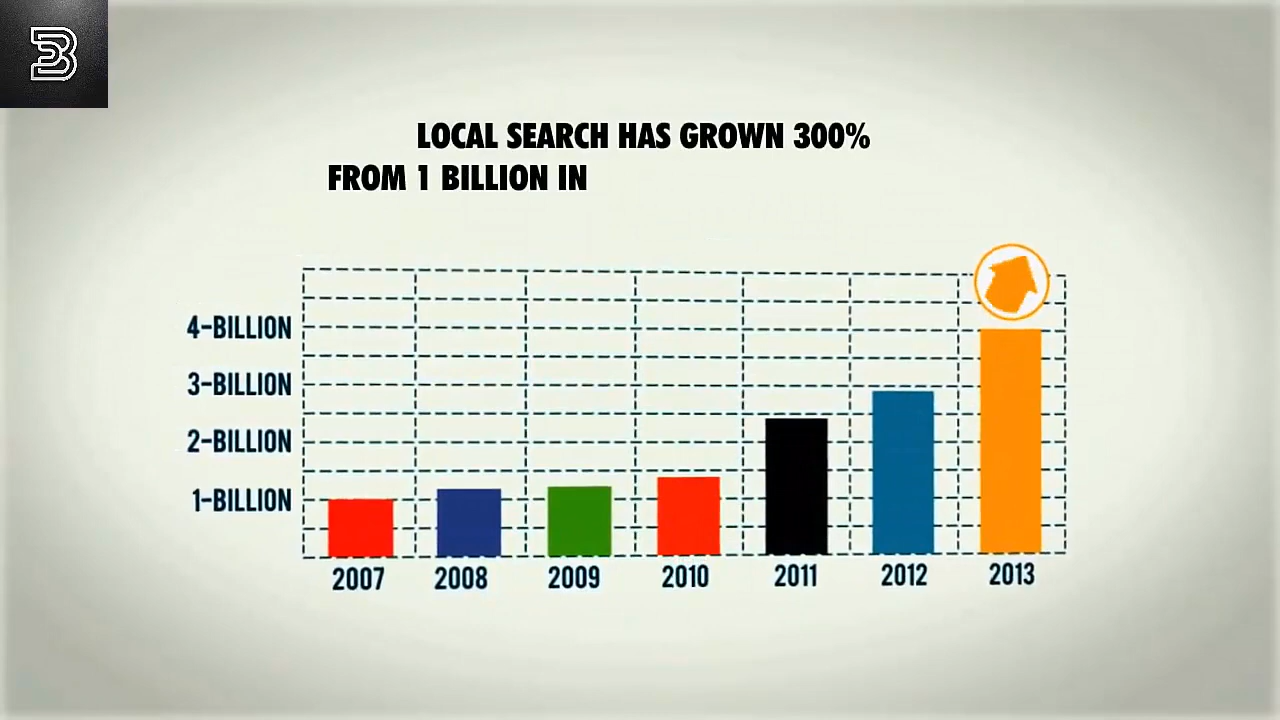 3
LOCAL SEARCH HAS GROWN 300%
FROM 1 BILLION IN
4-BILLION
3-BILLION
2-BILLION
1-BILLION
2007 2008 2009 2010 2011 2012 2013